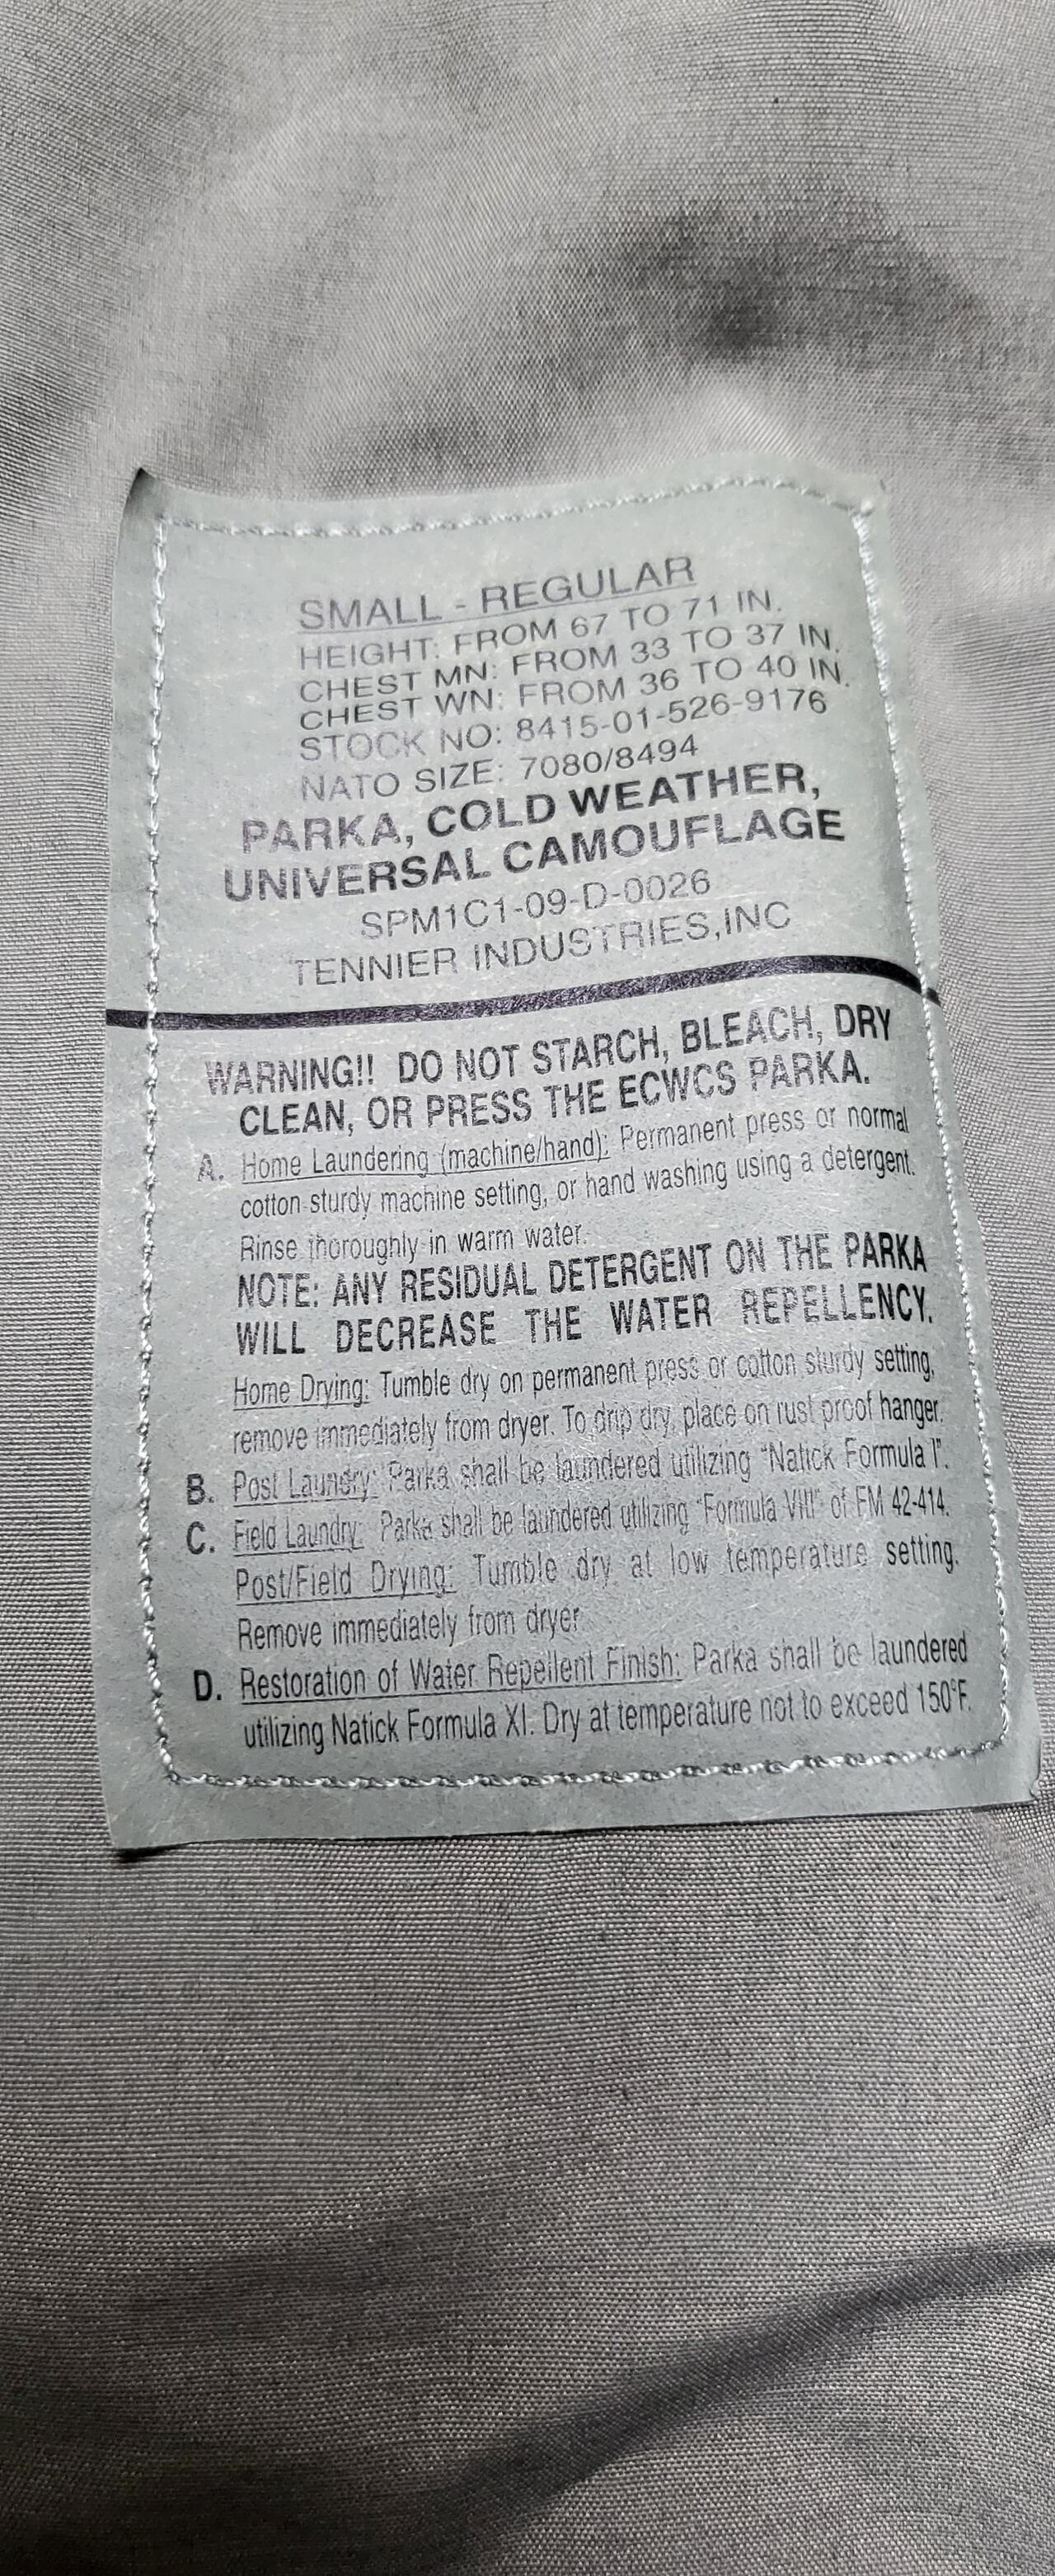 SMALL - REGULAR
HEIGHT: FROM 67 TO 71 IN.
CHEST MN: FROM 33 TO 37 IN.
CHEST WN: FROM 36 TO 40 IN.
STOCK NO: 8415-01-526-9176
NATO SIZE: 7080/8494
PARKA, COLD WEATHER,
UNIVERSAL CAMOUFLAGE
SPM1C1-09-D-0026
TENNIER INDUSTRIES,INC
WARNING!! DO NOT STARCH, BLEACH, DRY
CLEAN, OR PRESS THE ECWCS PARKA.
A. Home Laundering (machine/hand): Permanent press or normal
cotton sturdy machine setting, or hand washing using a detergent.
Rinse thoroughly in warm water.
NOTE: ANY RESIDUAL DETERGENT ON THE PARKA
WILL DECREASE THE WATER REPELLENCY.
Home Drying: Tumble dry on permanent press or cotton sturdy setting,
remove immediately from dryer. To drip dry, place on rust proof hanger.
B. Post Laundry: Parka shall be laundered utilizing "Natick Formula I".
C. Field Laundry: Parka shall be laundered utilizing "Formula VIII" of FM 42-414.
Post/Field Drying: Tumble dry at low temperature setting.
Remove immediately from dryer
D. Restoration of Water Repellent Finish: Parka shall be laundered
utilizing Natick Formula XI. Dry at temperature not to exceed 150°F.